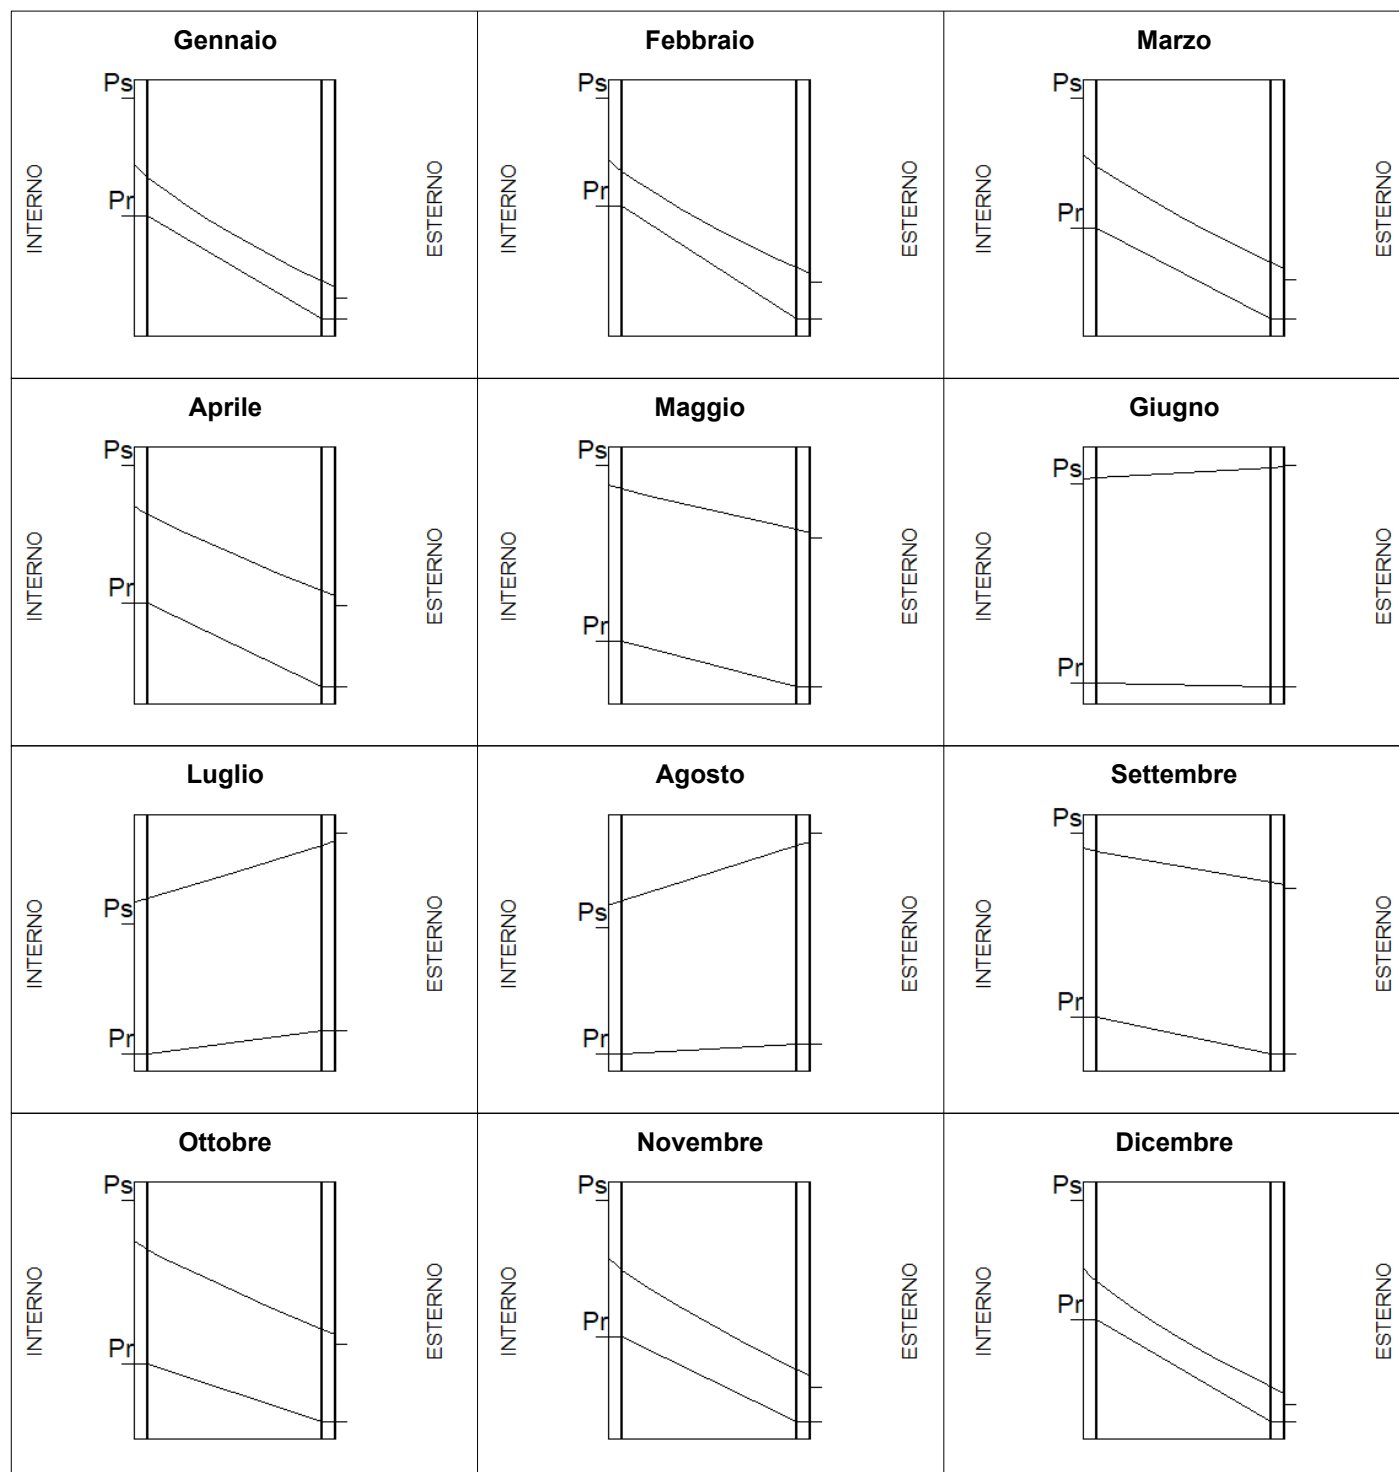 Gennaio
Febbraio
Marzo
Ps
Ps
Ps
INTERNO
Pr
ESTERNO
INTERNO
Pr
ESTERNO
INTERNO
Pr
ESTERNO
Aprile
Maggio
Giugno
Ps
Ps
Ps
INTERNO
Pr
ESTERNO
INTERNO
Pr
ESTERNO
INTERNO
Pr
ESTERNO
Luglio
Agosto
Settembre
Ps
Ps
Ps
INTERNO
Pr
ESTERNO
INTERNO
Pr
ESTERNO
INTERNO
Pr
ESTERNO
Ottobre
Novembre
Dicembre
Ps
Ps
Ps
INTERNO
Pr
ESTERNO
INTERNO
Pr
ESTERNO
INTERNO
Pr
ESTERNO